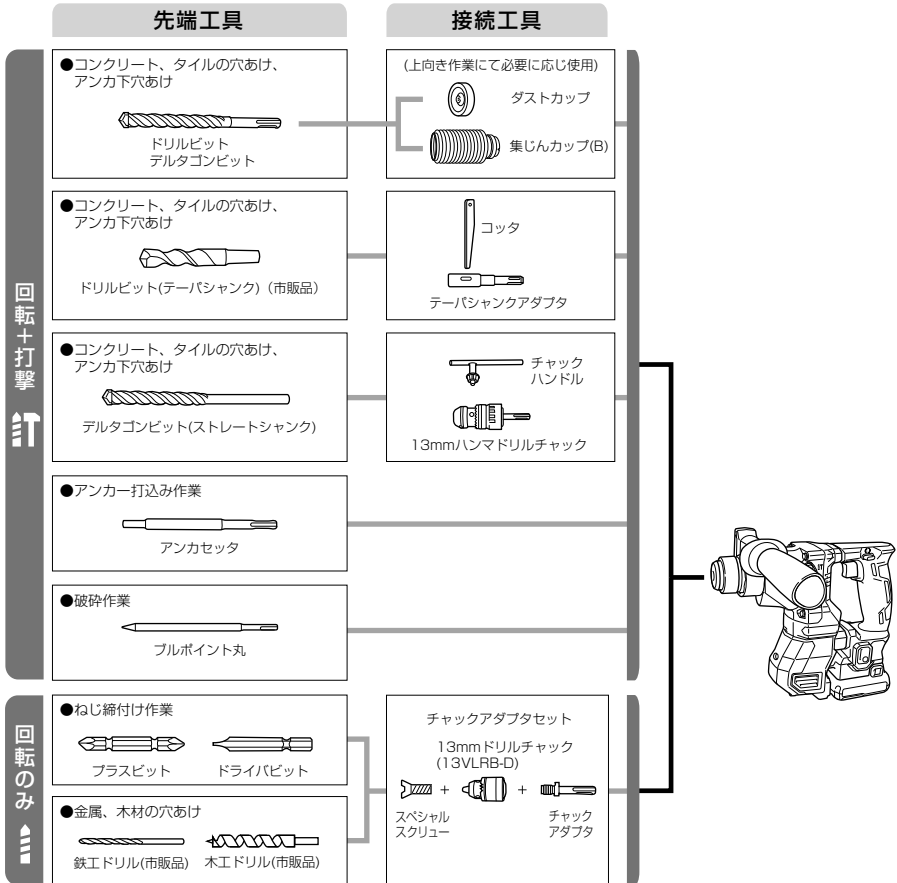 先端工具
接続工具
回転+打撃
●コンクリート、タイルの穴あけ、
アンカ下穴あけ
ドリルビット
デルタゴンビット
(上向き作業にて必要に応じ使用)
ダストカップ
集じんカップ(B)
●コンクリート、タイルの穴あけ、
アンカ下穴あけ
ドリルビット(テーパシャンク)(市販品)
コッタ
テーパシャンクアダプタ
●コンクリート、タイルの穴あけ、
アンカ下穴あけ
デルタゴンビット(ストレートシャンク)
チャック
ハンドル
13mmハンマドリルチャック
●アンカー打込み作業
アンカセッタ
●破砕作業
ブルポイント丸
回転のみ
●ねじ締付け作業
プラスビット
ドライバビット
●金属、木材の穴あけ
鉄工ドリル(市販品)
木工ドリル(市販品)
チャックアダプタセット
13mmドリルチャック
(13VLRB-D)
+
+
スペシャル
スクリュー
チャック
アダプタ